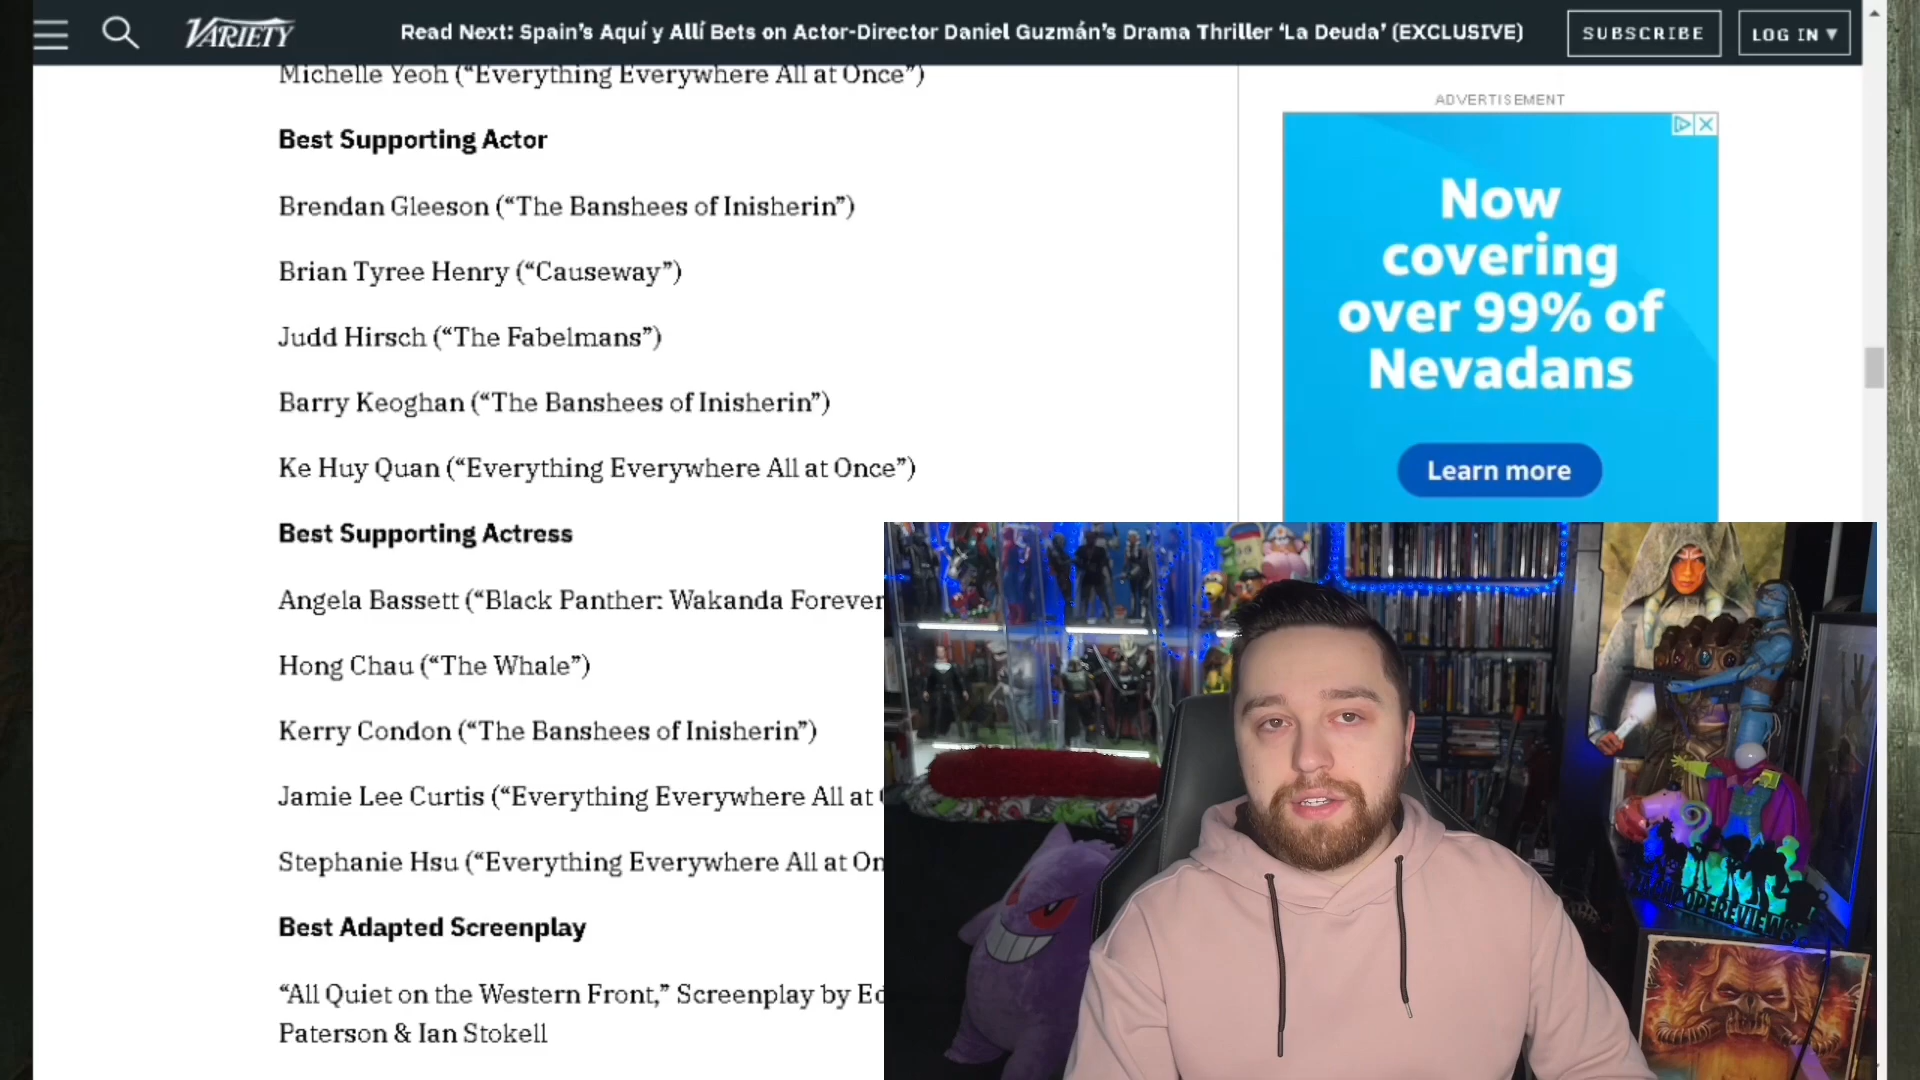 VARIETY
Read Next: Spain’s Aquí y Allí Bets on Actor-Director Daniel Guzmán’s Drama Thriller ‘La Deuda’ (EXCLUSIVE)
SUBSCRIBE
LOG IN ▼
Michelle Yeoh (“Everything Everywhere All at Once”)
Best Supporting Actor
Brendan Gleeson (“The Banshees of Inisherin”)
Brian Tyree Henry (“Causeway”)
Judd Hirsch (“The Fabelmans”)
Barry Keoghan (“The Banshees of Inisherin”)
Ke Huy Quan (“Everything Everywhere All at Once”)
Best Supporting Actress
Angela Bassett (“Black Panther: Wakanda Forever
Hong Chau (“The Whale”)
Kerry Condon (“The Banshees of Inisherin”)
Jamie Lee Curtis (“Everything Everywhere All at
Stephanie Hsu (“Everything Everywhere All at On
Best Adapted Screenplay
“All Quiet on the Western Front,” Screenplay by Ed
Paterson & Ian Stokell
ADVERTISEMENT
Now
covering
over 99% of
Nevadans
Learn more